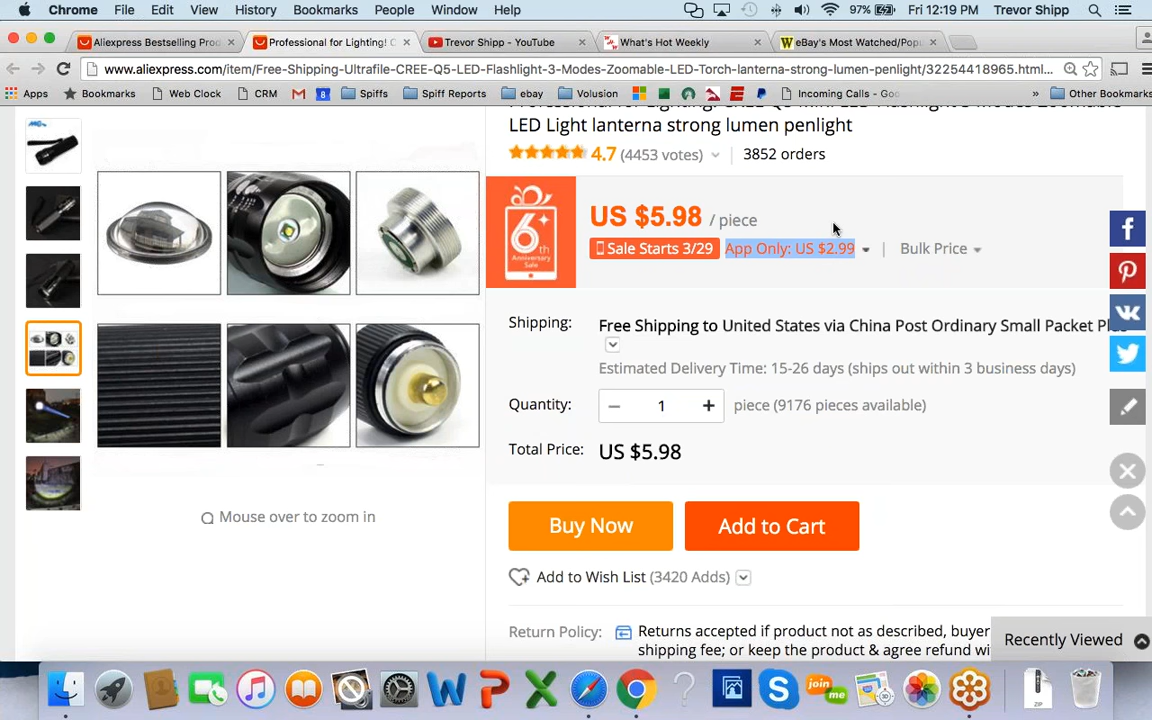 Chrome File Edit View History Bookmarks People Window Help 97% Fri 12:19 PM Trevor Shipp
Aliexpress Bestselling Prod × Professional for Lighting! C × Trevor Shipp - YouTube × What's Hot Weekly × eBay's Most Watched/Popu ×
www.aliexpress.com/item/Free-Shipping-Ultrafile-CREE-Q5-LED-Flashlight-3-Modes-Zoomable-LED-Torch-lanterna-strong-lumen-penlight/32254418965.html...
Apps Bookmarks Web Clock CRM 8 Spiffs Spiff Reports ebay Volusion Incoming Calls - Goo » Other Bookmarks
LED Light lanterna strong lumen penlight
4.7 (4453 votes) 3852 orders
6th
Anniversary
Sale
US $5.98 / piece
Sale Starts 3/29 App Only: US $2.99 | Bulk Price
Shipping: Free Shipping to United States via China Post Ordinary Small Packet Plus
Estimated Delivery Time: 15-26 days (ships out within 3 business days)
Quantity: − 1 + piece (9176 pieces available)
Total Price: US $5.98
Mouse over to zoom in
Buy Now Add to Cart
Add to Wish List (3420 Adds)
Return Policy: Returns accepted if product not as described, buyer
shipping fee; or keep the product & agree refund wi
Recently Viewed
join.me
ZIP